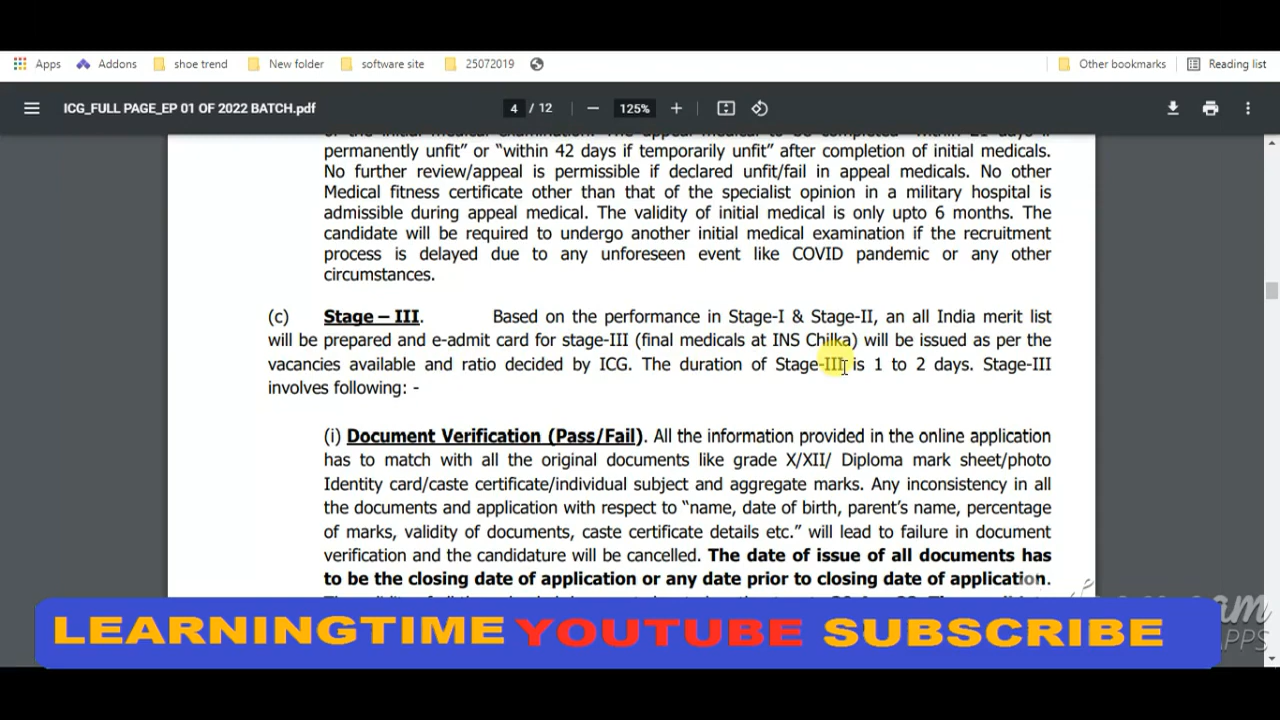 Apps Addons shoe trend New folder software site 25072019 Other bookmarks Reading list
ICG_FULL PAGE_EP 01 OF 2022 BATCH.pdf 4 / 12 125%
permanently unfit” or “within 42 days if temporarily unfit” after completion of initial medicals.
No further review/appeal is permissible if declared unfit/fail in appeal medicals. No other
Medical fitness certificate other than that of the specialist opinion in a military hospital is
admissible during appeal medical. The validity of initial medical is only upto 6 months. The
candidate will be required to undergo another initial medical examination if the recruitment
process is delayed due to any unforeseen event like COVID pandemic or any other
circumstances.
(c) Stage – III. Based on the performance in Stage-I & Stage-II, an all India merit list
will be prepared and e-admit card for stage-III (final medicals at INS Chilka) will be issued as per the
vacancies available and ratio decided by ICG. The duration of Stage-III is 1 to 2 days. Stage-III
involves following: -
(i) Document Verification (Pass/Fail). All the information provided in the online application
has to match with all the original documents like grade X/XII/ Diploma mark sheet/photo
Identity card/caste certificate/individual subject and aggregate marks. Any inconsistency in all
the documents and application with respect to “name, date of birth, parent’s name, percentage
of marks, validity of documents, caste certificate details etc.” will lead to failure in document
verification and the candidature will be cancelled. The date of issue of all documents has
to be the closing date of application or any date prior to closing date of application.
LEARNINGTIME YOUTUBE SUBSCRIBE